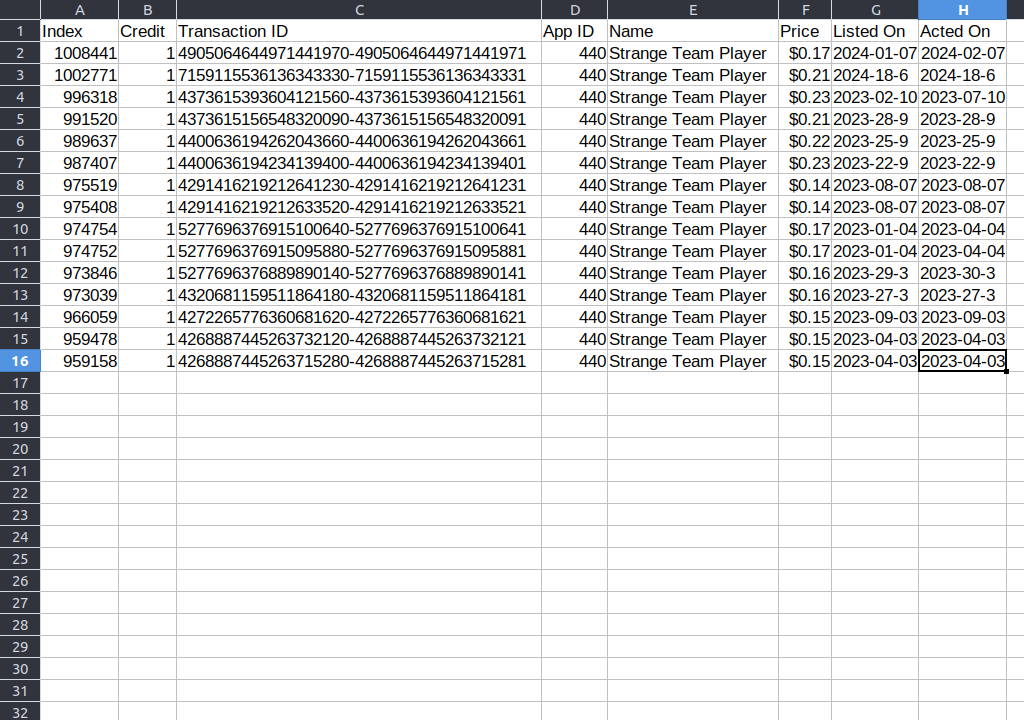 A B C D E F G H
1 Index Credit Transaction ID App ID Name Price Listed On Acted On
2 1008441 1 4905064644971441970-4905064644971441971 440 Strange Team Player $0.17 2024-01-07 2024-02-07
3 1002771 1 7159115536136343330-7159115536136343331 440 Strange Team Player $0.21 2024-18-6 2024-18-6
4 996318 1 4373615393604121560-4373615393604121561 440 Strange Team Player $0.23 2023-02-10 2023-07-10
5 991520 1 4373615156548320090-4373615156548320091 440 Strange Team Player $0.21 2023-28-9 2023-28-9
6 989637 1 4400636194262043660-4400636194262043661 440 Strange Team Player $0.22 2023-25-9 2023-25-9
7 987407 1 4400636194234139400-4400636194234139401 440 Strange Team Player $0.23 2023-22-9 2023-22-9
8 975519 1 4291416219212641230-4291416219212641231 440 Strange Team Player $0.14 2023-08-07 2023-08-07
9 975408 1 4291416219212633520-4291416219212633521 440 Strange Team Player $0.14 2023-08-07 2023-08-07
10 974754 1 5277696376915100640-5277696376915100641 440 Strange Team Player $0.17 2023-01-04 2023-04-04
11 974752 1 5277696376915095880-5277696376915095881 440 Strange Team Player $0.17 2023-01-04 2023-04-04
12 973846 1 5277696376889890140-5277696376889890141 440 Strange Team Player $0.16 2023-29-3 2023-30-3
13 973039 1 4320681159511864180-4320681159511864181 440 Strange Team Player $0.16 2023-27-3 2023-27-3
14 966059 1 4272265776360681620-4272265776360681621 440 Strange Team Player $0.15 2023-09-03 2023-09-03
15 959478 1 4268887445263732120-4268887445263732121 440 Strange Team Player $0.15 2023-04-03 2023-04-03
16 959158 1 4268887445263715280-4268887445263715281 440 Strange Team Player $0.15 2023-04-03 2023-04-03
17
18
19
20
21
22
23
24
25
26
27
28
29
30
31
32